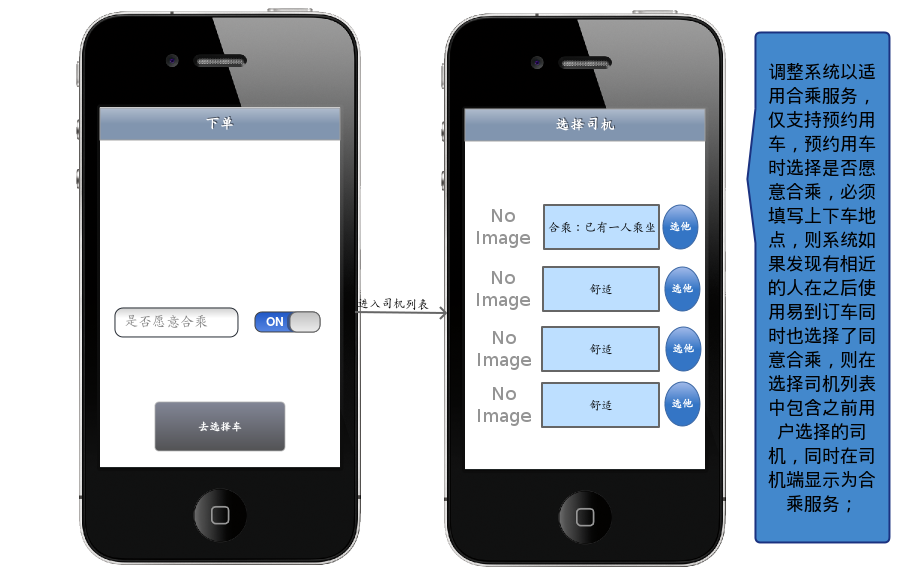 下单
是否愿意合乘
ON
去选择车
进入司机列表
选择司机
No
Image
合乘：已有一人乘坐
选他
No
Image
舒适
选他
No
Image
舒适
选他
No
Image
舒适
选他
调整系统以适
用合乘服务，
仅支持预约用
车，预约用车
时选择是否愿
意合乘，必须
填写上下车地
点，则系统如
果发现有相近
的人在之后使
用易到订车同
时也选择了同
意合乘，则在
选择司机列表
中包含之前用
户选择的司
机，同时在司
机端显示为合
乘服务；